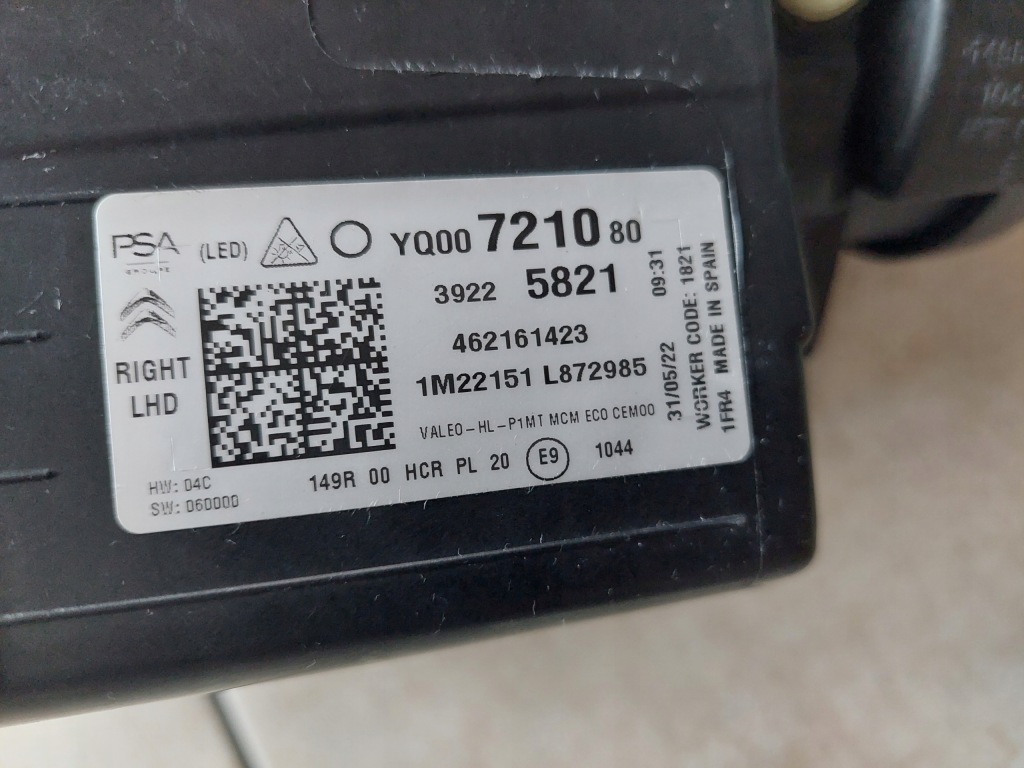 PSA
GROUPE
(LED)
YQ00 7210 80
3922 5821
462161423
1M22151 L872985
VALEO-HL-P1MT MCM ECO CEM00
RIGHT
LHD
HW: 04C
SW: 060000
149R 00 HCR PL 20 E9 1044
31/05/22 09:31
WORKER CODE: 1821
1FR4 MADE IN SPAIN